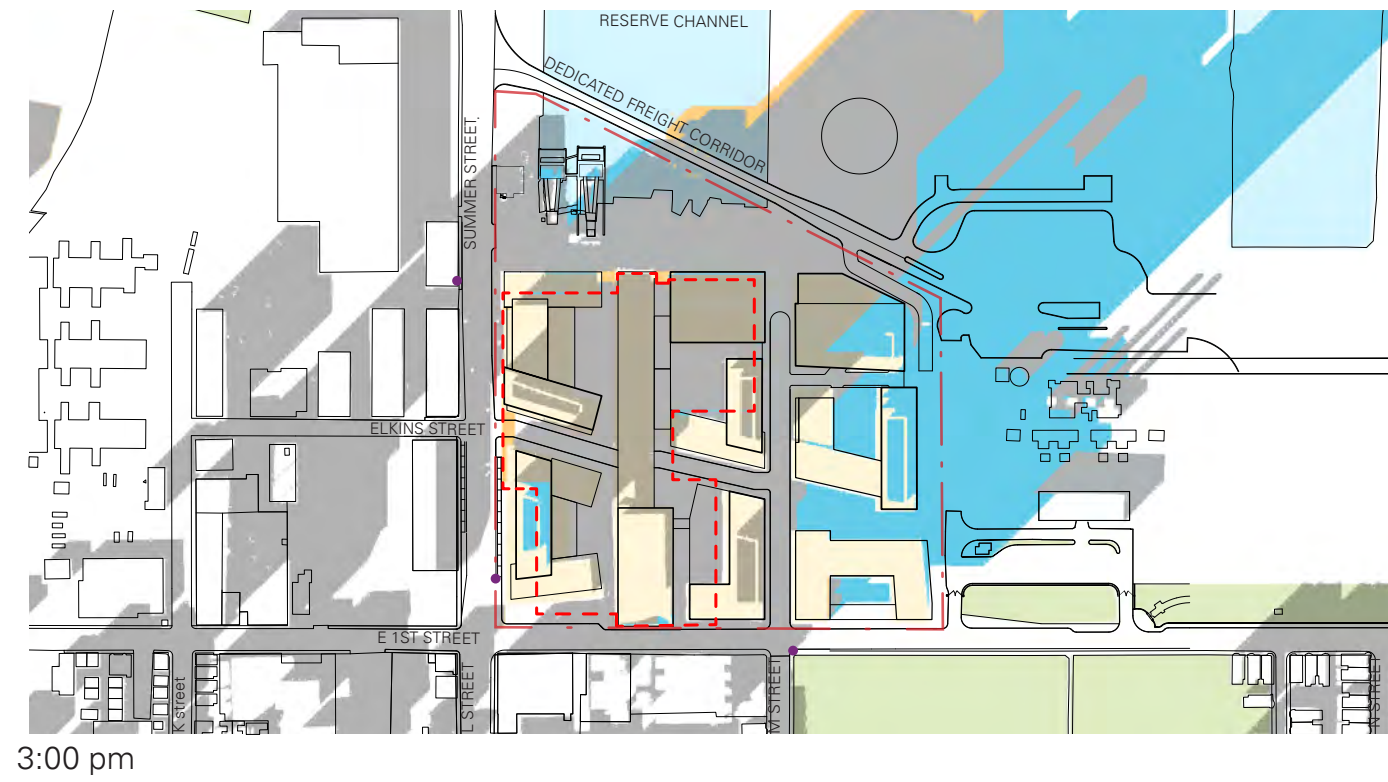 RESERVE CHANNEL
DEDICATED FREIGHT CORRIDOR
SUMMER STREET.
ELKINS STREET
E 1ST STREET
K street
L STREET
M STREET
N STREET
3:00 pm